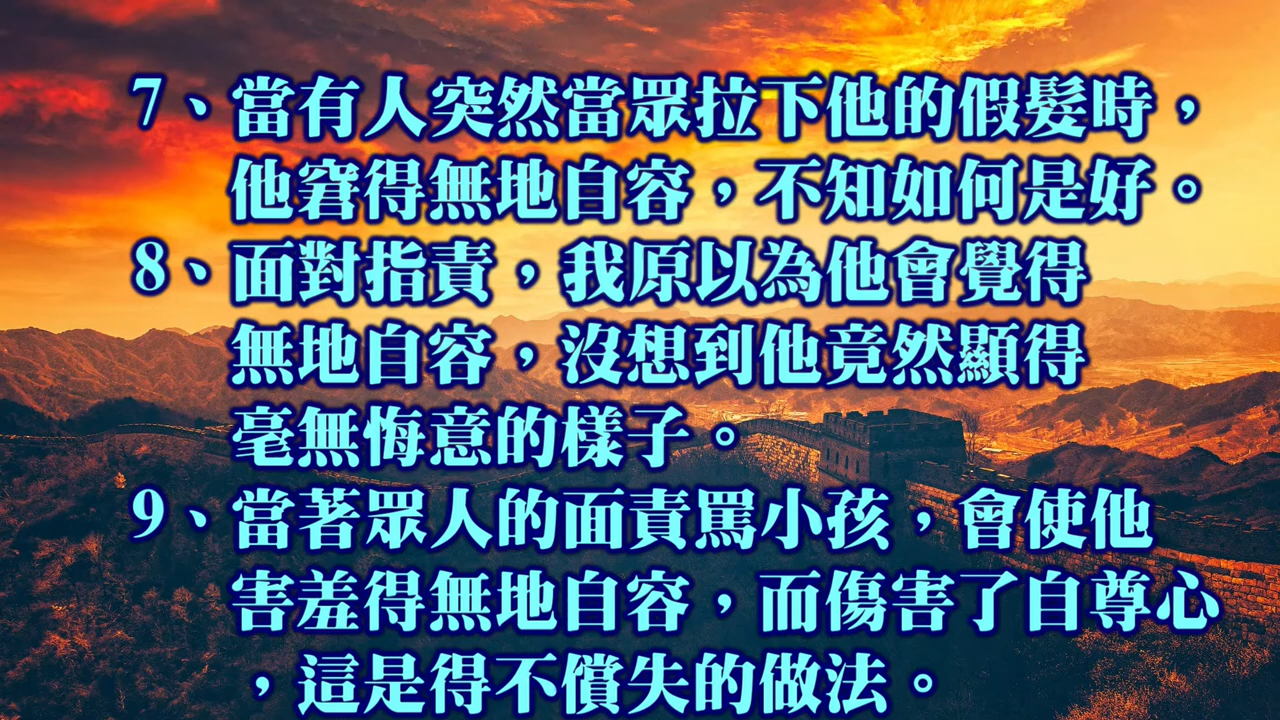 7、當有人突然當眾拉下他的假髮時，
他窘得無地自容，不知如何是好。
8、面對指責，我原以為他會覺得
無地自容，沒想到他竟然顯得
毫無悔意的樣子。
9、當著眾人的面責罵小孩，會使他
害羞得無地自容，而傷害了自尊心
，這是得不償失的做法。